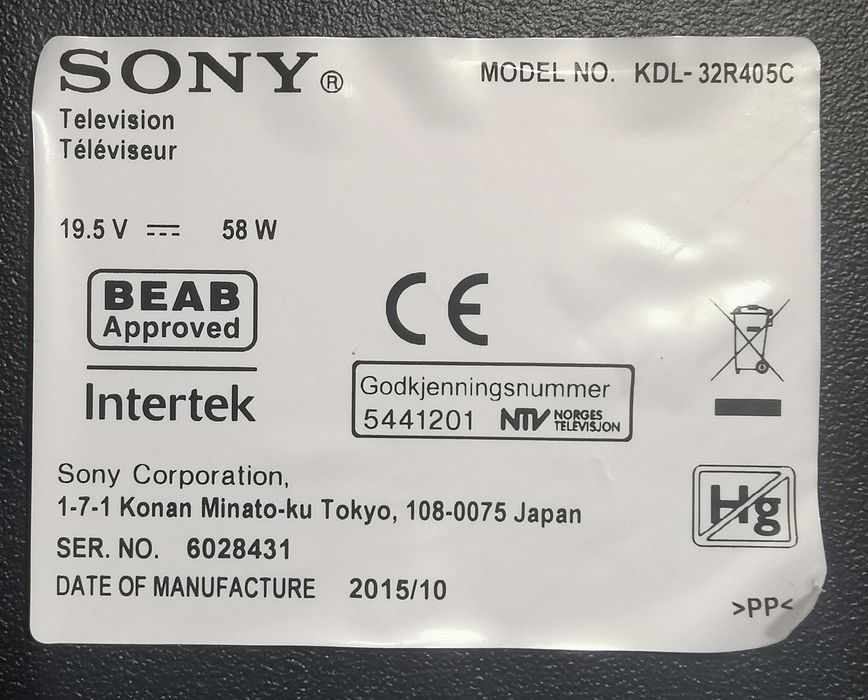 SONY® MODEL NO. KDL-32R405C
Television
Téléviseur
19.5 V ⎓ 58 W
BEAB
Approved
Intertek
CE
Godkjenningsnummer
5441201 NTV NORGES
TELEVISJON
Hg
Sony Corporation,
1-7-1 Konan Minato-ku Tokyo, 108-0075 Japan
SER. NO. 6028431
DATE OF MANUFACTURE 2015/10
>PP<